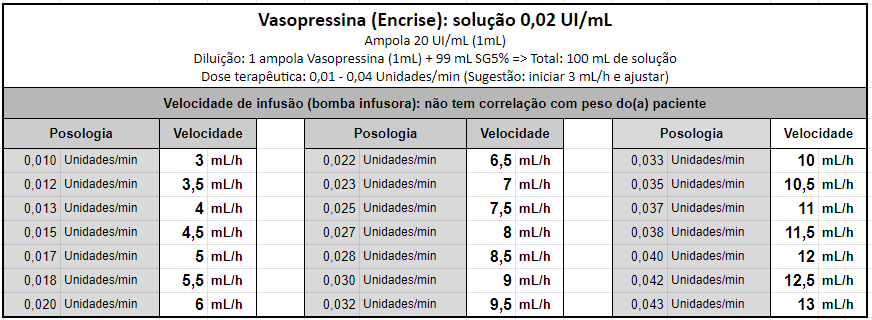 Vasopressina (Encrise): solução 0,02 UI/mL
Ampola 20 UI/mL (1mL)
Diluição: 1 ampola Vasopressina (1mL) + 99 mL SG5% => Total: 100 mL de solução
Dose terapêutica: 0,01 - 0,04 Unidades/min (Sugestão: iniciar 3 mL/h e ajustar)
Velocidade de infusão (bomba infusora): não tem correlação com peso do(a) paciente
Posologia Velocidade Posologia Velocidade Posologia Velocidade
0,010 Unidades/min 3 mL/h 0,022 Unidades/min 6,5 mL/h 0,033 Unidades/min 10 mL/h
0,012 Unidades/min 3,5 mL/h 0,023 Unidades/min 7 mL/h 0,035 Unidades/min 10,5 mL/h
0,013 Unidades/min 4 mL/h 0,025 Unidades/min 7,5 mL/h 0,037 Unidades/min 11 mL/h
0,015 Unidades/min 4,5 mL/h 0,027 Unidades/min 8 mL/h 0,038 Unidades/min 11,5 mL/h
0,017 Unidades/min 5 mL/h 0,028 Unidades/min 8,5 mL/h 0,040 Unidades/min 12 mL/h
0,018 Unidades/min 5,5 mL/h 0,030 Unidades/min 9 mL/h 0,042 Unidades/min 12,5 mL/h
0,020 Unidades/min 6 mL/h 0,032 Unidades/min 9,5 mL/h 0,043 Unidades/min 13 mL/h